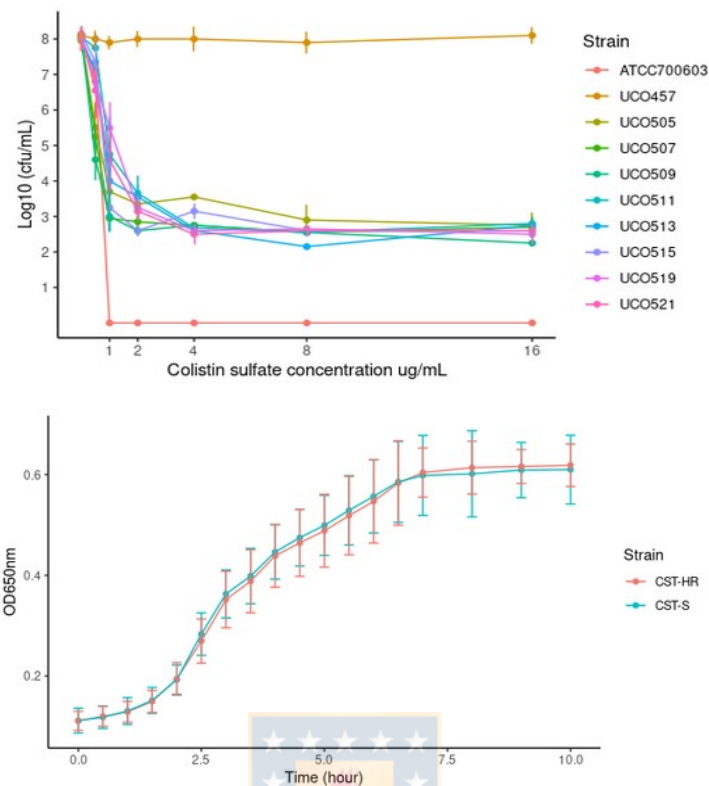 8
7
6
5
4
3
2
1
Log10 (cfu/mL)
1 2 4 8 16
Colistin sulfate concentration ug/mL
Strain
ATCC700603
UCO457
UCO505
UCO507
UCO509
UCO511
UCO513
UCO515
UCO519
UCO521
0.6
0.4
0.2
OD650nm
0.0 2.5 5.0 7.5 10.0
Time (hour)
Strain
CST-HR
CST-S